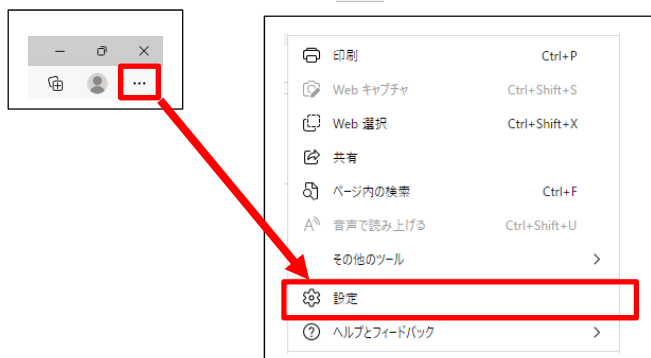 印刷 Ctrl+P
Web キャプチャ Ctrl+Shift+S
Web 選択 Ctrl+Shift+X
共有
ページ内の検索 Ctrl+F
音声で読み上げる Ctrl+Shift+U
その他のツール
設定
ヘルプとフィードバック